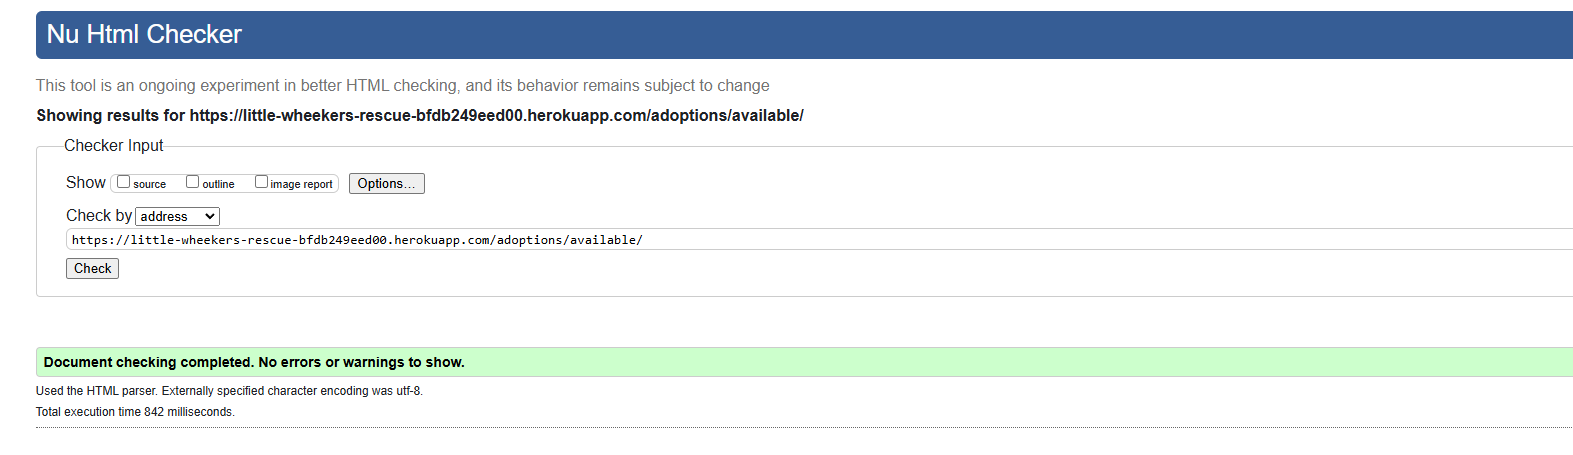 Nu Html Checker
This tool is an ongoing experiment in better HTML checking, and its behavior remains subject to change
Showing results for https://little-wheekers-rescue-bfdb249eed00.herokuapp.com/adoptions/available/
Checker Input
Show source outline image report Options...
Check by address
https://little-wheekers-rescue-bfdb249eed00.herokuapp.com/adoptions/available/
Check
Document checking completed. No errors or warnings to show.
Used the HTML parser. Externally specified character encoding was utf-8.
Total execution time 842 milliseconds.